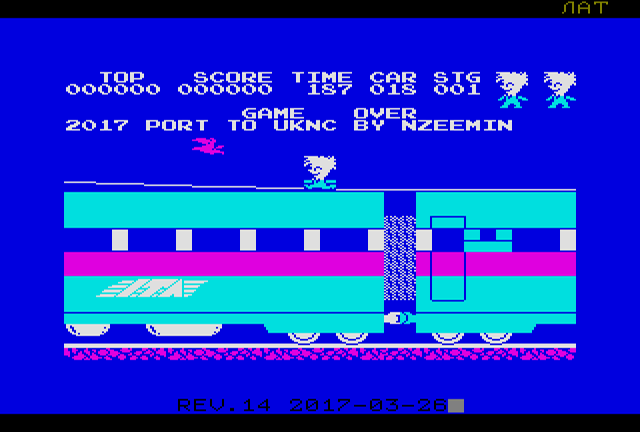 ЛАТ
TOP SCORE TIME CAR STG
000000 000000 187 018 001
GAME OVER
2017 PORT TO UKNC BY NZEEMIN
REV.14 2017-03-26